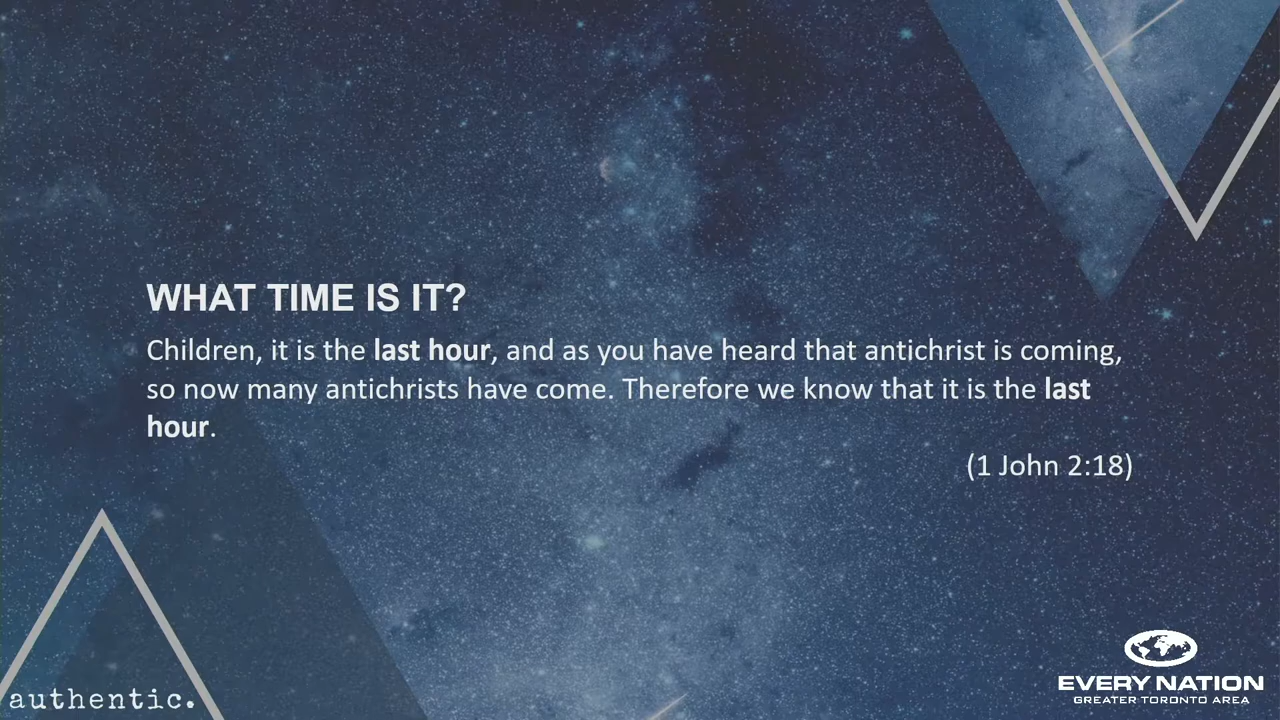 WHAT TIME IS IT?
Children, it is the last hour, and as you have heard that antichrist is coming,
so now many antichrists have come. Therefore we know that it is the last
hour.
(1 John 2:18)
authentic.
EVERY NATION
GREATER TORONTO AREA